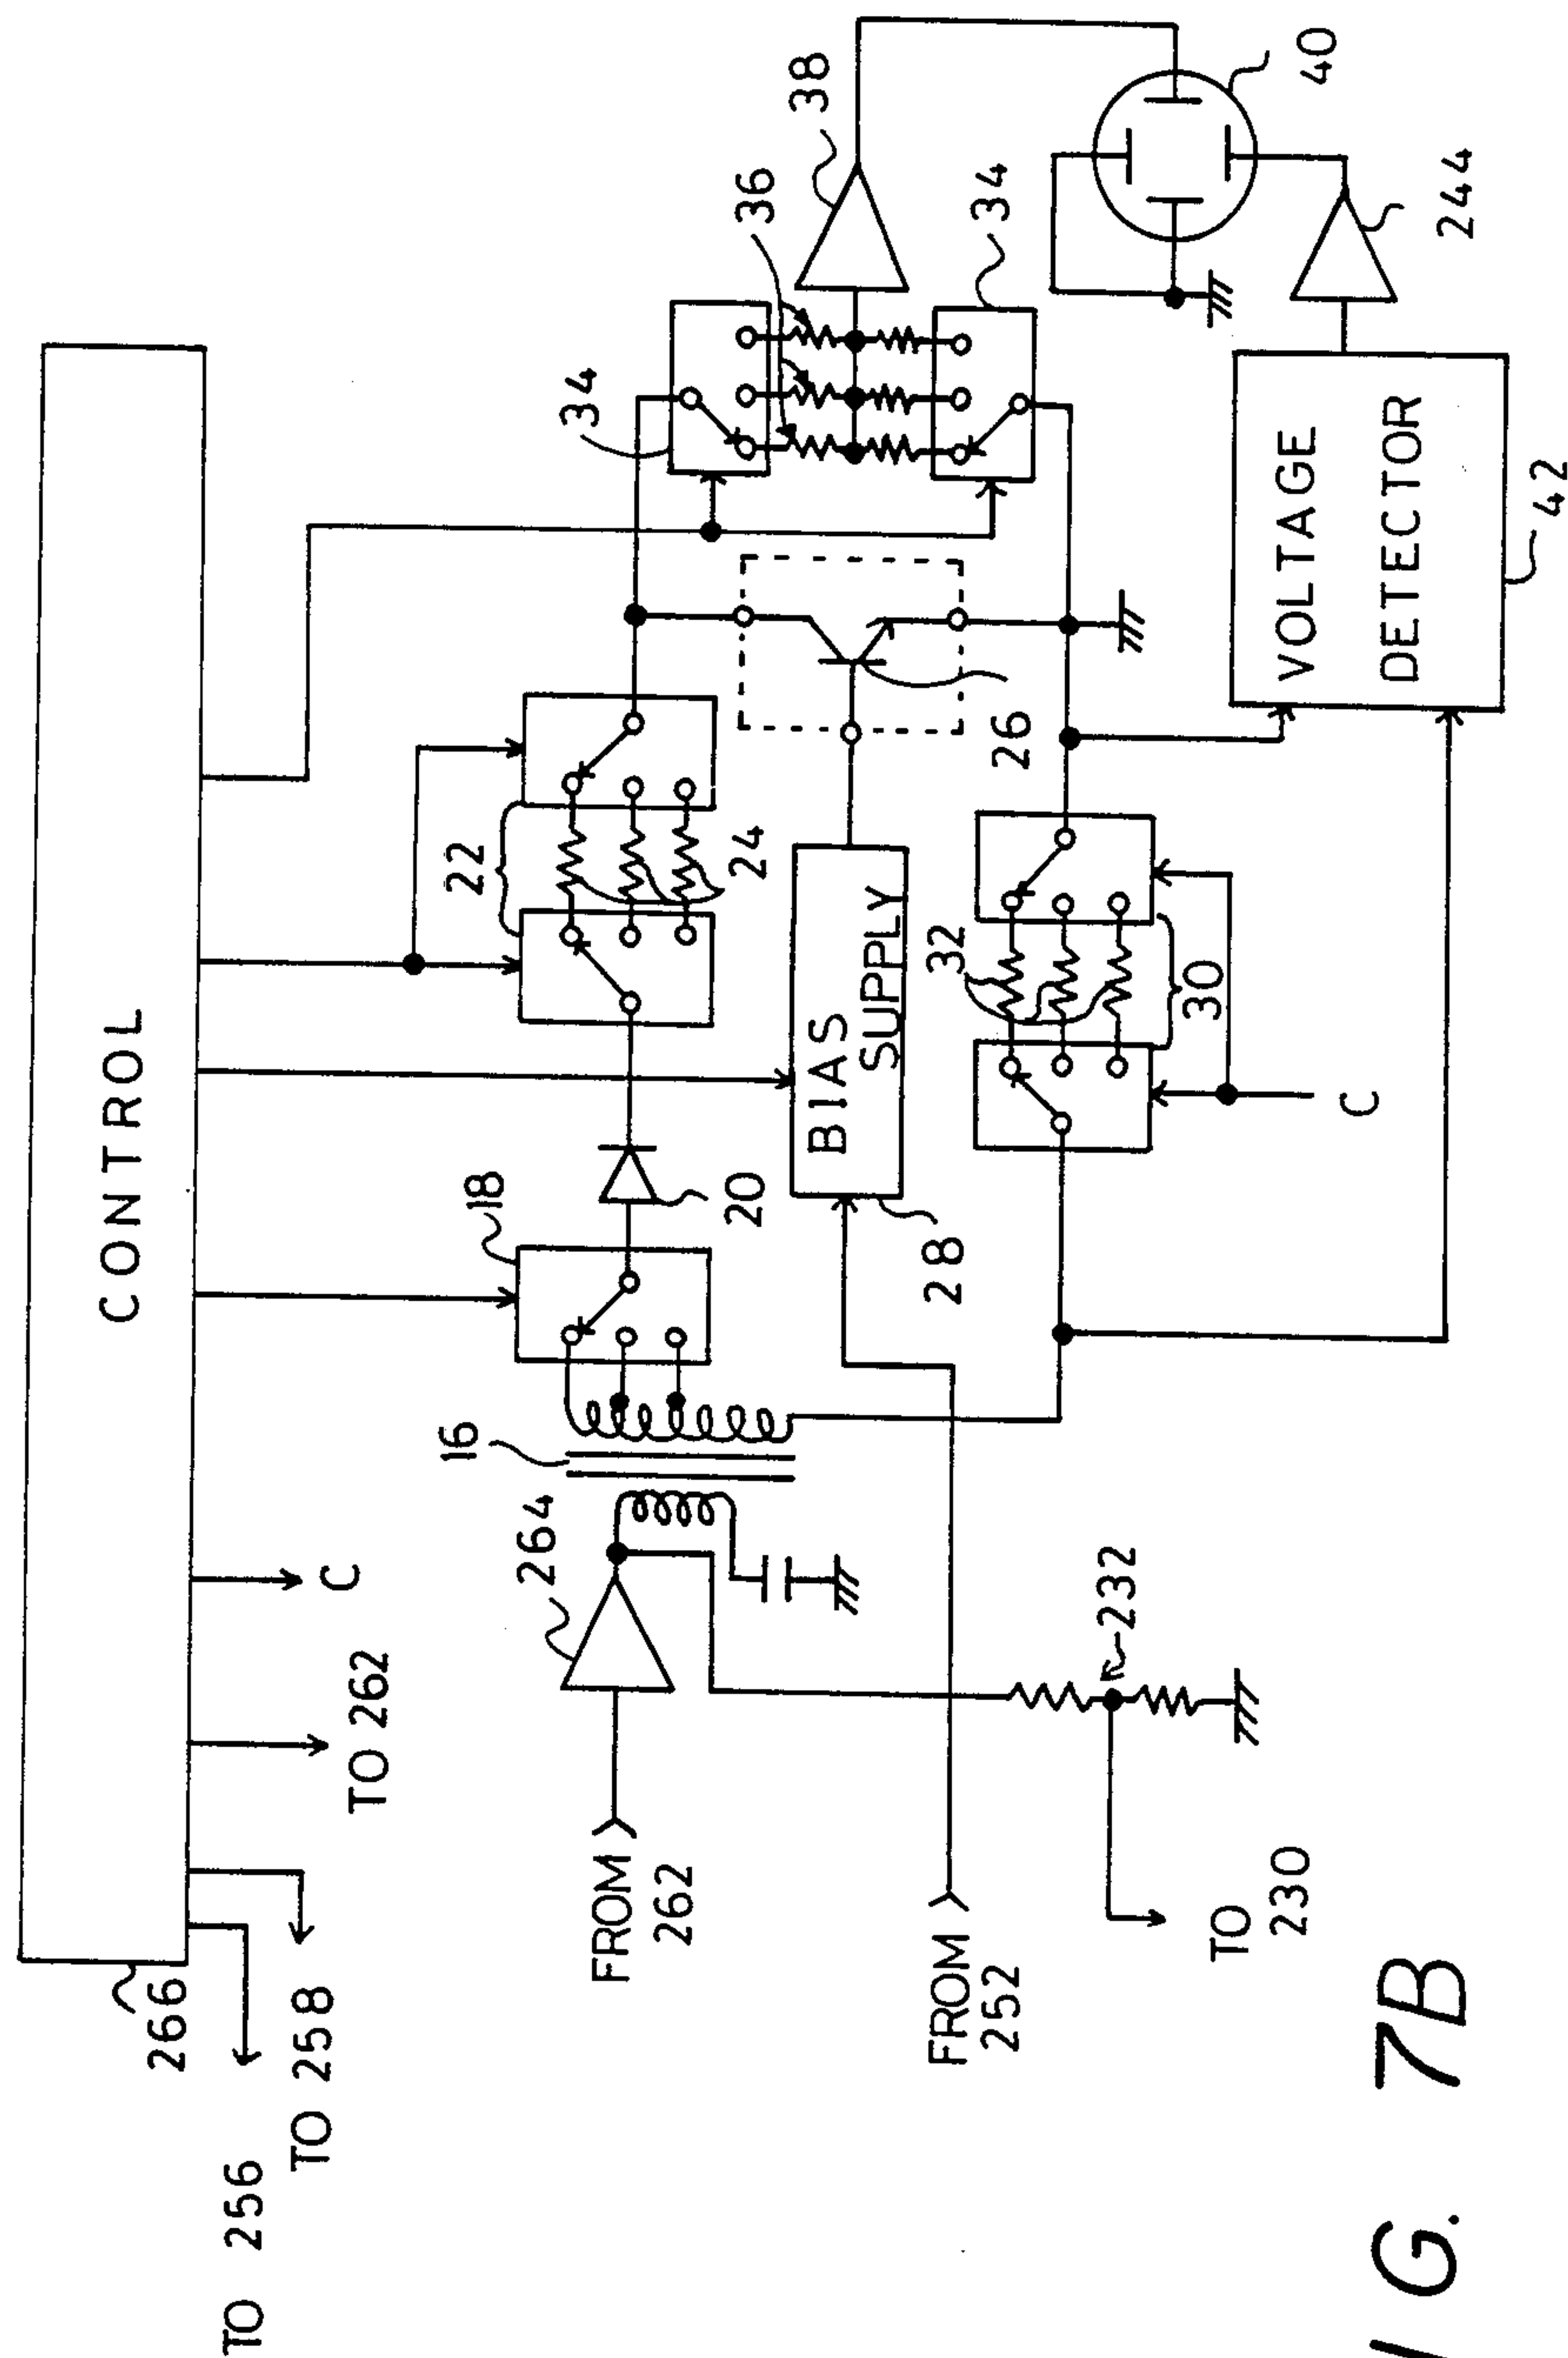 CONTROL
266
TO 256
TO 258
TO 262
C
264
16
18
20
22
24
34
36
38
FROM
262
FROM
252
BIAS
SUPPLY
28
26
34
40
32
30
C
232
TO
230
VOLTAGE
DETECTOR
42
244
IG. 7B